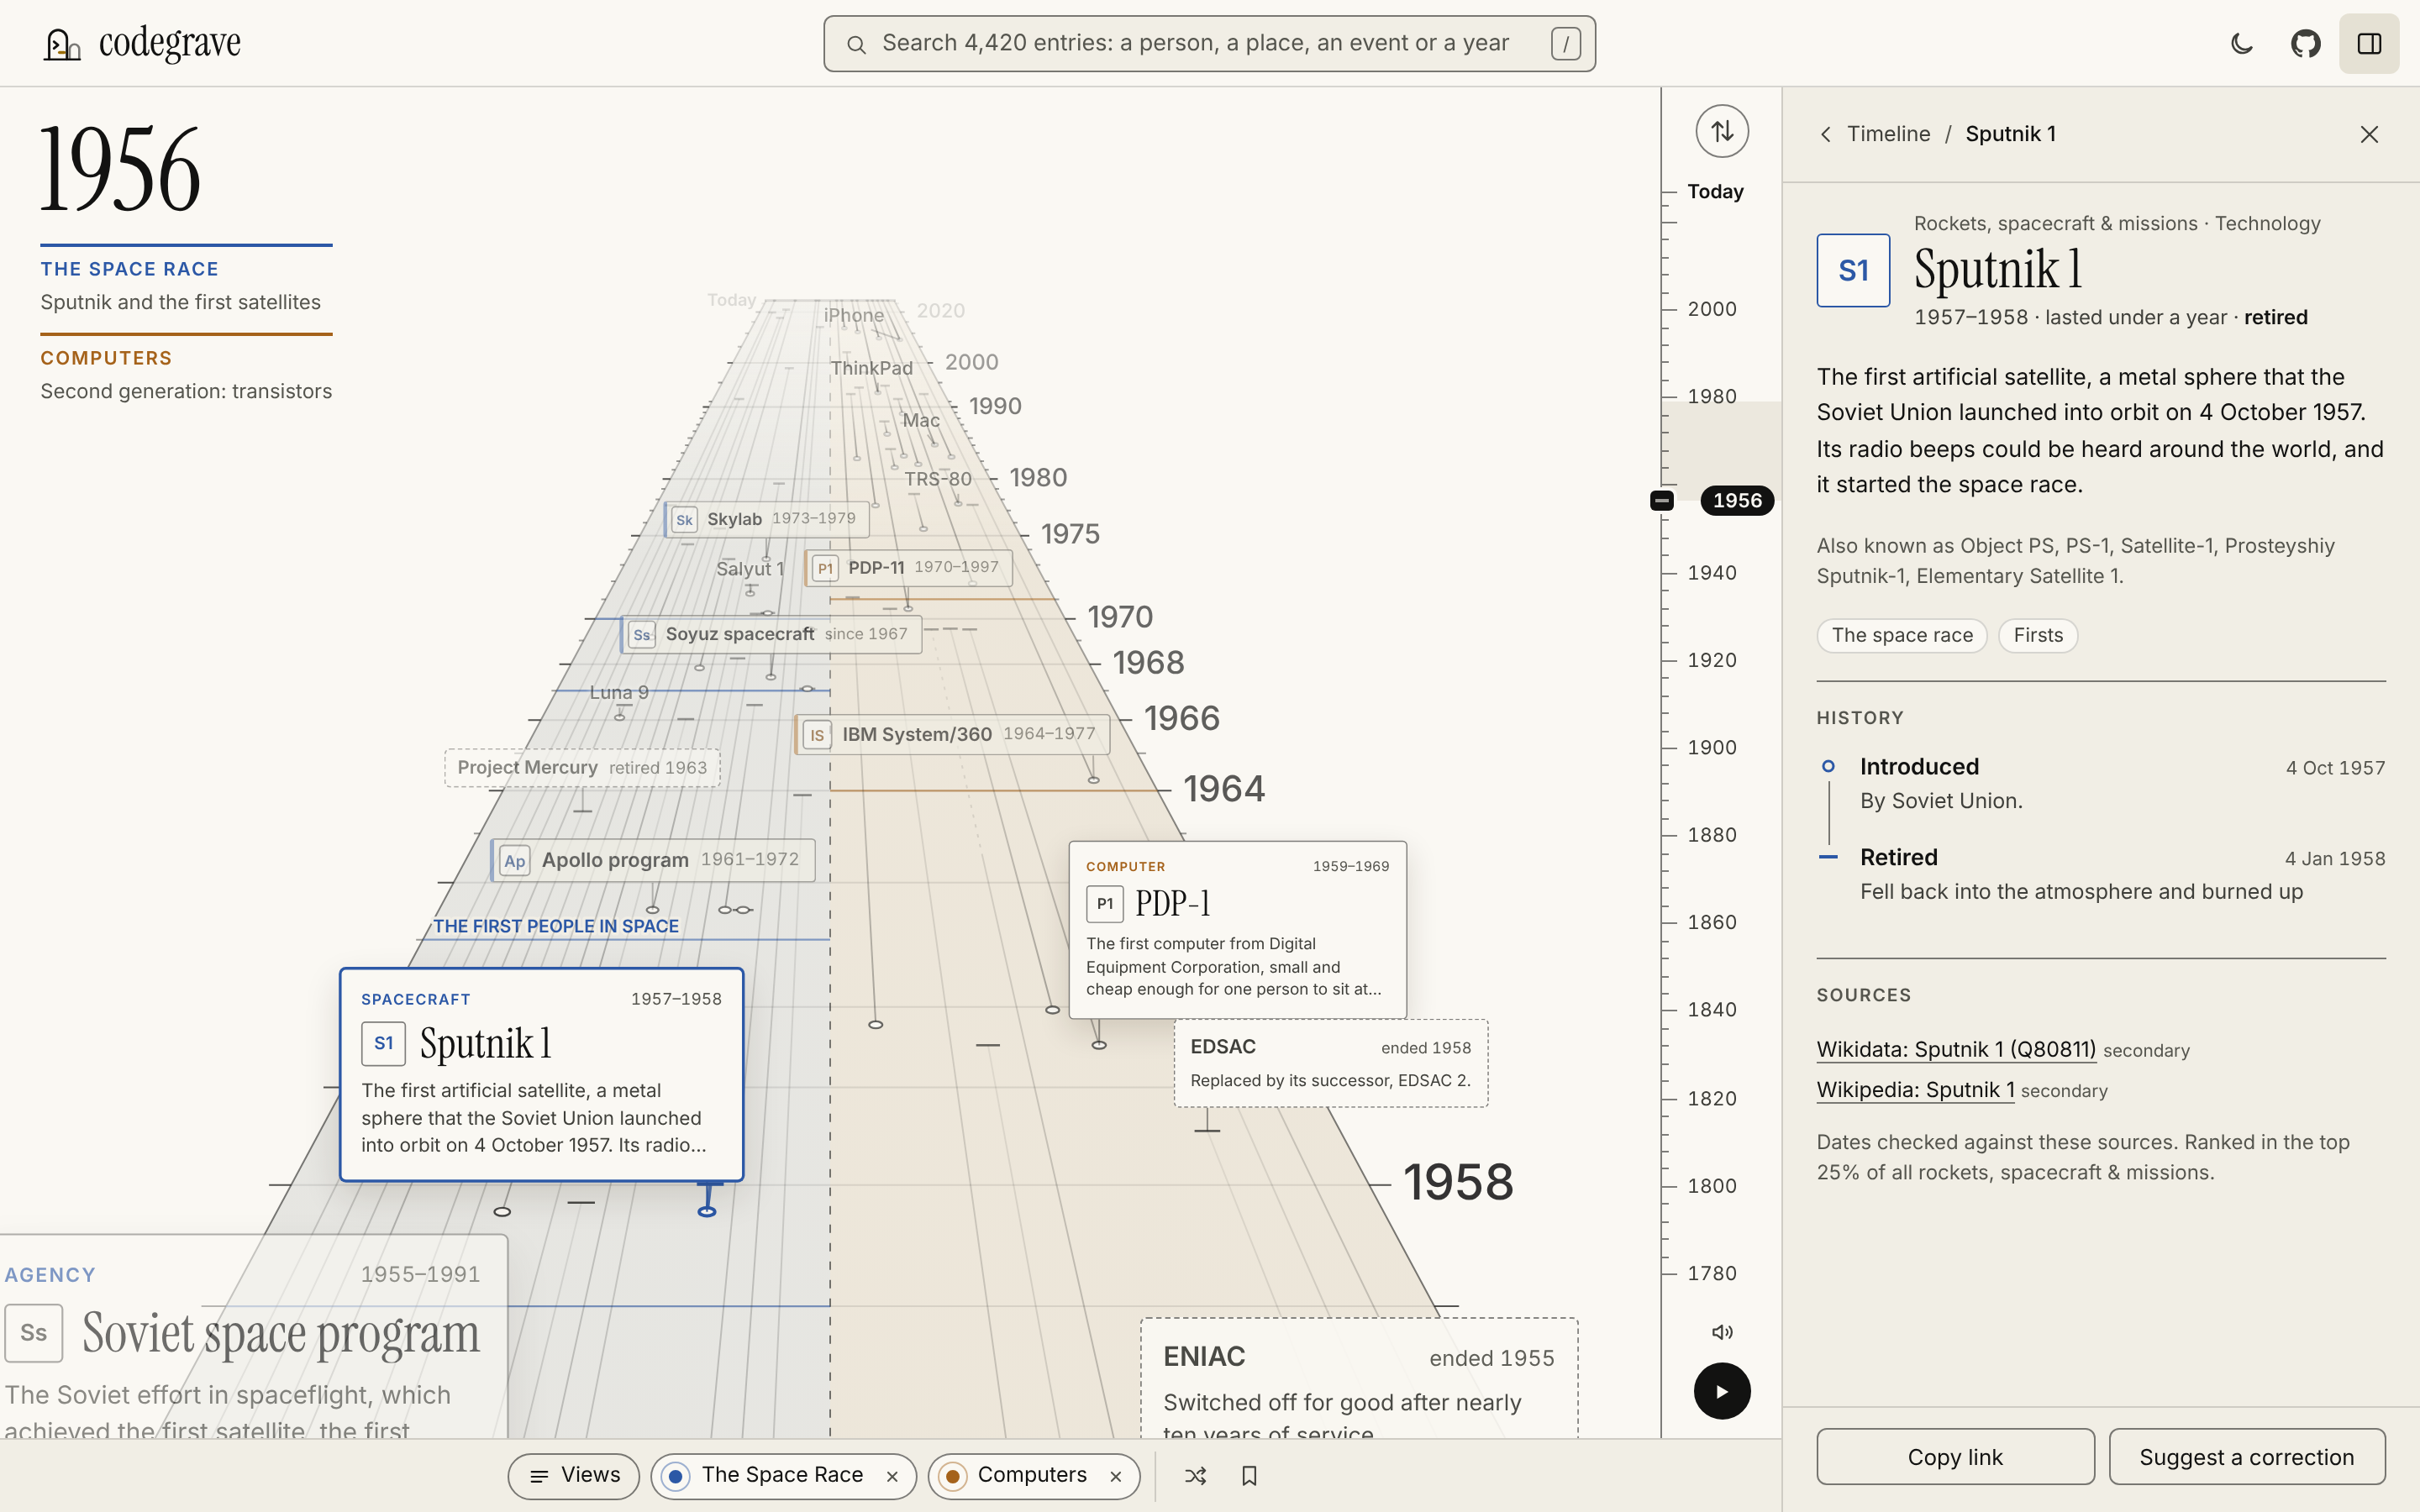 codegrave
Search 4,420 entries: a person, a place, an event or a year
/
1956
THE SPACE RACE
Sputnik and the first satellites
COMPUTERS
Second generation: transistors
Today
iPhone
2020
ThinkPad
2000
1990
Mac
TRS-80
1980
Sk Skylab 1973–1979
1975
Salyut 1
P1 PDP-11 1970–1997
1970
Ss Soyuz spacecraft since 1967
1968
Luna 9
1966
IS IBM System/360 1964–1977
Project Mercury retired 1963
1964
Ap Apollo program 1961–1972
THE FIRST PEOPLE IN SPACE
COMPUTER 1959–1969
P1 PDP-1
The first computer from Digital
Equipment Corporation, small and
cheap enough for one person to sit at…
SPACECRAFT 1957–1958
S1 Sputnik 1
The first artificial satellite, a metal
sphere that the Soviet Union launched
into orbit on 4 October 1957. Its radio…
EDSAC ended 1958
Replaced by its successor, EDSAC 2.
1958
AGENCY 1955–1991
Ss Soviet space program
The Soviet effort in spaceflight, which
achieved the first satellite, the first
ENIAC ended 1955
Switched off for good after nearly
ten years of service.
Today
2000
1980
1956
1940
1920
1900
1880
1860
1840
1820
1800
1780
Views
The Space Race ×
Computers ×
Timeline / Sputnik 1
Rockets, spacecraft & missions · Technology
S1 Sputnik 1
1957–1958 · lasted under a year · retired
The first artificial satellite, a metal sphere that the
Soviet Union launched into orbit on 4 October 1957.
Its radio beeps could be heard around the world, and
it started the space race.
Also known as Object PS, PS-1, Satellite-1, Prosteyshiy
Sputnik-1, Elementary Satellite 1.
The space race
Firsts
HISTORY
Introduced 4 Oct 1957
By Soviet Union.
Retired 4 Jan 1958
Fell back into the atmosphere and burned up
SOURCES
Wikidata: Sputnik 1 (Q80811) secondary
Wikipedia: Sputnik 1 secondary
Dates checked against these sources. Ranked in the top
25% of all rockets, spacecraft & missions.
Copy link
Suggest a correction